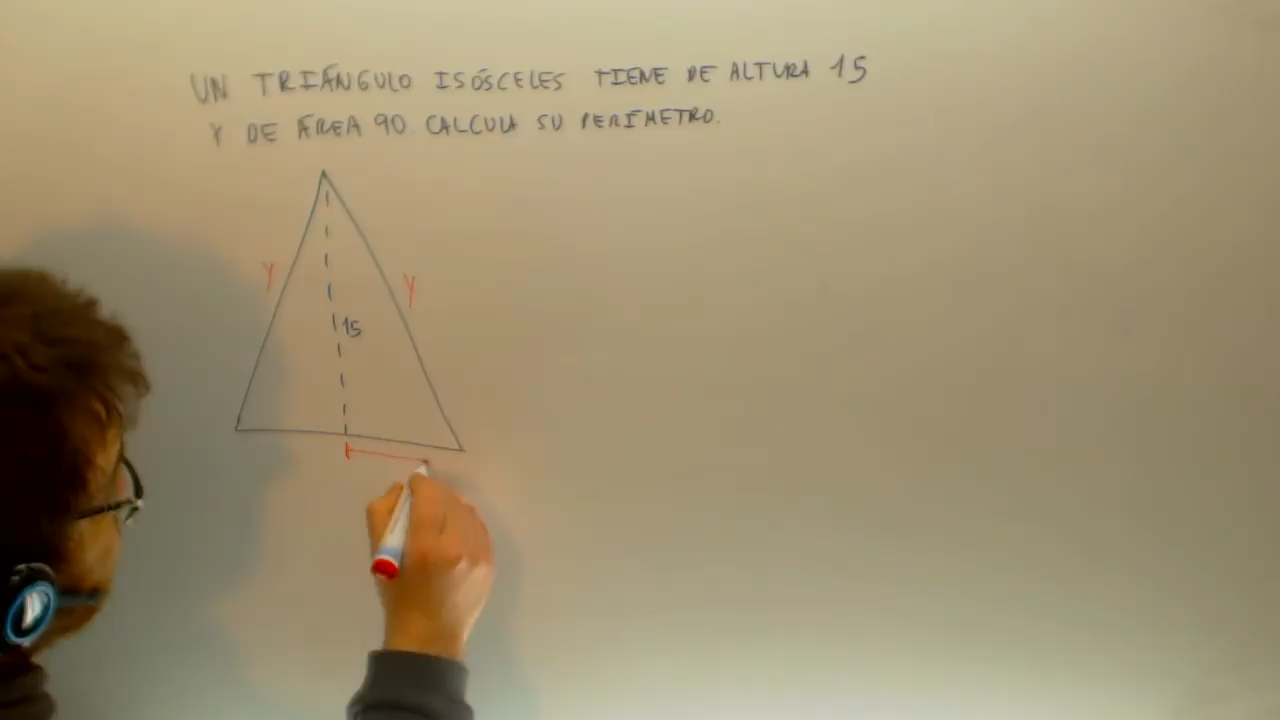 UN TRIÁNGULO ISÓSCELES TIENE DE ALTURA 15
Y DE ÁREA 90. CALCULA SU PERÍMETRO.
Y
Y
15